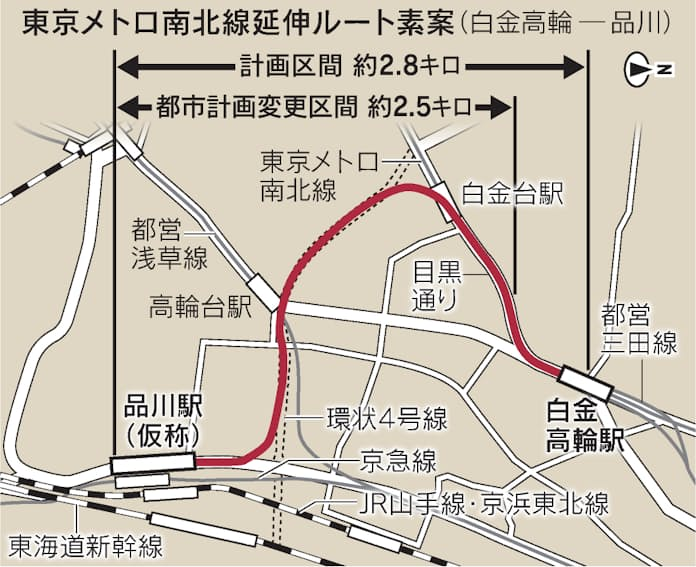 東京メトロ南北線延伸ルート素案(白金高輪―品川)
計画区間 約2.8キロ
都市計画変更区間 約2.5キロ
N
東京メトロ
南北線
白金台駅
都営
浅草線
目黒
通り
高輪台駅
都営
三田線
品川駅
(仮称)
環状4号線
白金
高輪駅
京急線
JR山手線・京浜東北線
東海道新幹線